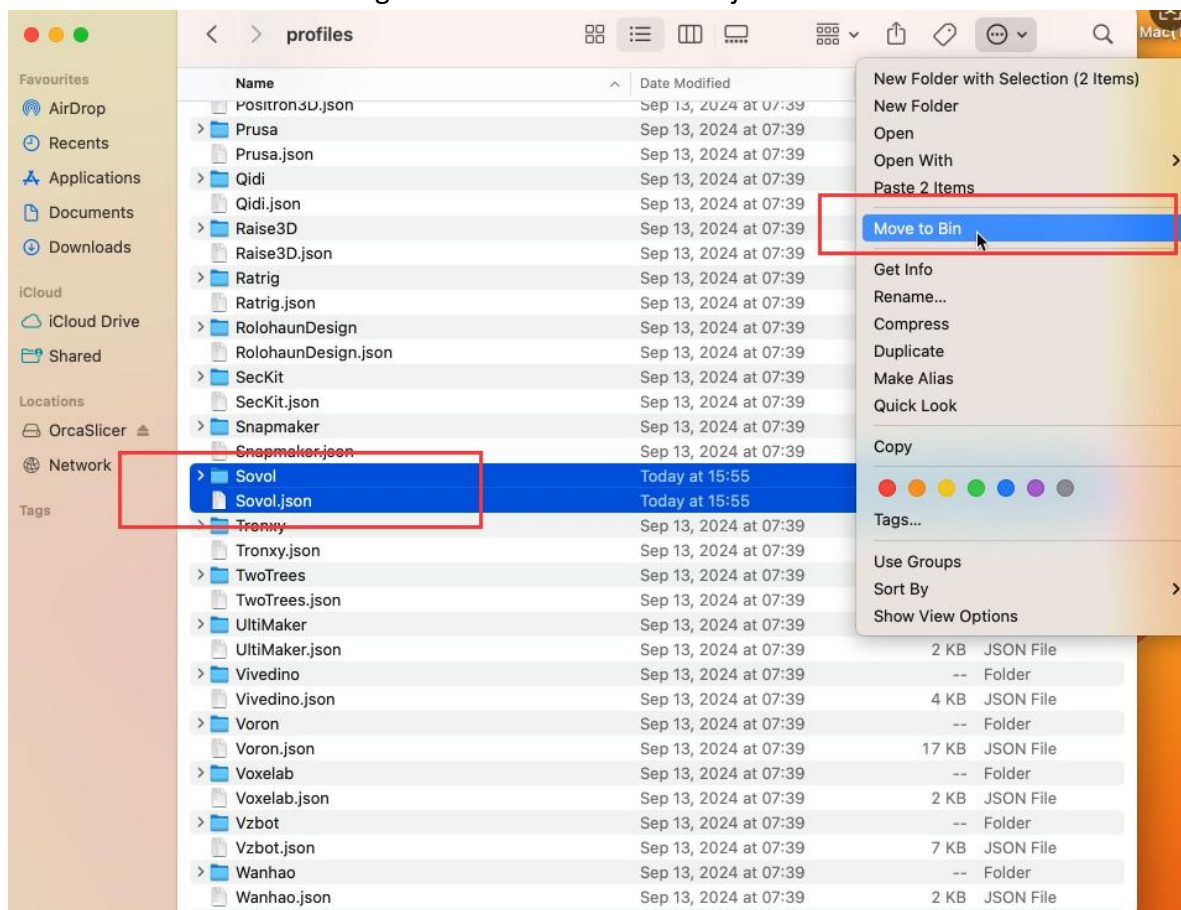 profiles
Mac(
Favourites
AirDrop
Recents
Applications
Documents
Downloads
iCloud
iCloud Drive
Shared
Locations
OrcaSlicer
Network
Tags
Name Date Modified
Positron3D.json Sep 13, 2024 at 07:39
Prusa Sep 13, 2024 at 07:39
Prusa.json Sep 13, 2024 at 07:39
Qidi Sep 13, 2024 at 07:39
Qidi.json Sep 13, 2024 at 07:39
Raise3D Sep 13, 2024 at 07:39
Raise3D.json Sep 13, 2024 at 07:39
Ratrig Sep 13, 2024 at 07:39
Ratrig.json Sep 13, 2024 at 07:39
RolohaunDesign Sep 13, 2024 at 07:39
RolohaunDesign.json Sep 13, 2024 at 07:39
SecKit Sep 13, 2024 at 07:39
SecKit.json Sep 13, 2024 at 07:39
Snapmaker Sep 13, 2024 at 07:39
Snapmaker.json Sep 13, 2024 at 07:39
Sovol Today at 15:55
Sovol.json Today at 15:55
Tronxy Sep 13, 2024 at 07:39
Tronxy.json Sep 13, 2024 at 07:39
TwoTrees Sep 13, 2024 at 07:39
TwoTrees.json Sep 13, 2024 at 07:39
UltiMaker Sep 13, 2024 at 07:39
UltiMaker.json Sep 13, 2024 at 07:39 2 KB JSON File
Vivedino Sep 13, 2024 at 07:39 -- Folder
Vivedino.json Sep 13, 2024 at 07:39 4 KB JSON File
Voron Sep 13, 2024 at 07:39 -- Folder
Voron.json Sep 13, 2024 at 07:39 17 KB JSON File
Voxelab Sep 13, 2024 at 07:39 -- Folder
Voxelab.json Sep 13, 2024 at 07:39 2 KB JSON File
Vzbot Sep 13, 2024 at 07:39 -- Folder
Vzbot.json Sep 13, 2024 at 07:39 7 KB JSON File
Wanhao Sep 13, 2024 at 07:39 -- Folder
Wanhao.json Sep 13, 2024 at 07:39 2 KB JSON File
New Folder with Selection (2 Items)
New Folder
Open
Open With
Paste 2 Items
Move to Bin
Get Info
Rename...
Compress
Duplicate
Make Alias
Quick Look
Copy
Tags...
Use Groups
Sort By
Show View Options